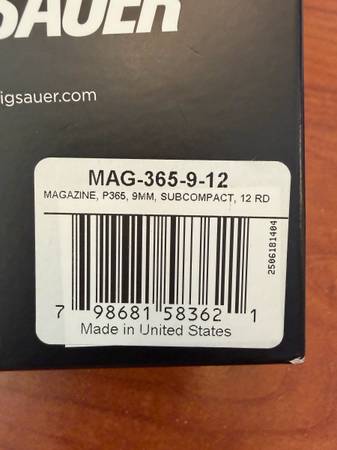 SAUER
igsauer.com
MAG-365-9-12
MAGAZINE, P365, 9MM, SUBCOMPACT, 12 RD
2506181404
7 98681 58362 1
Made in United States